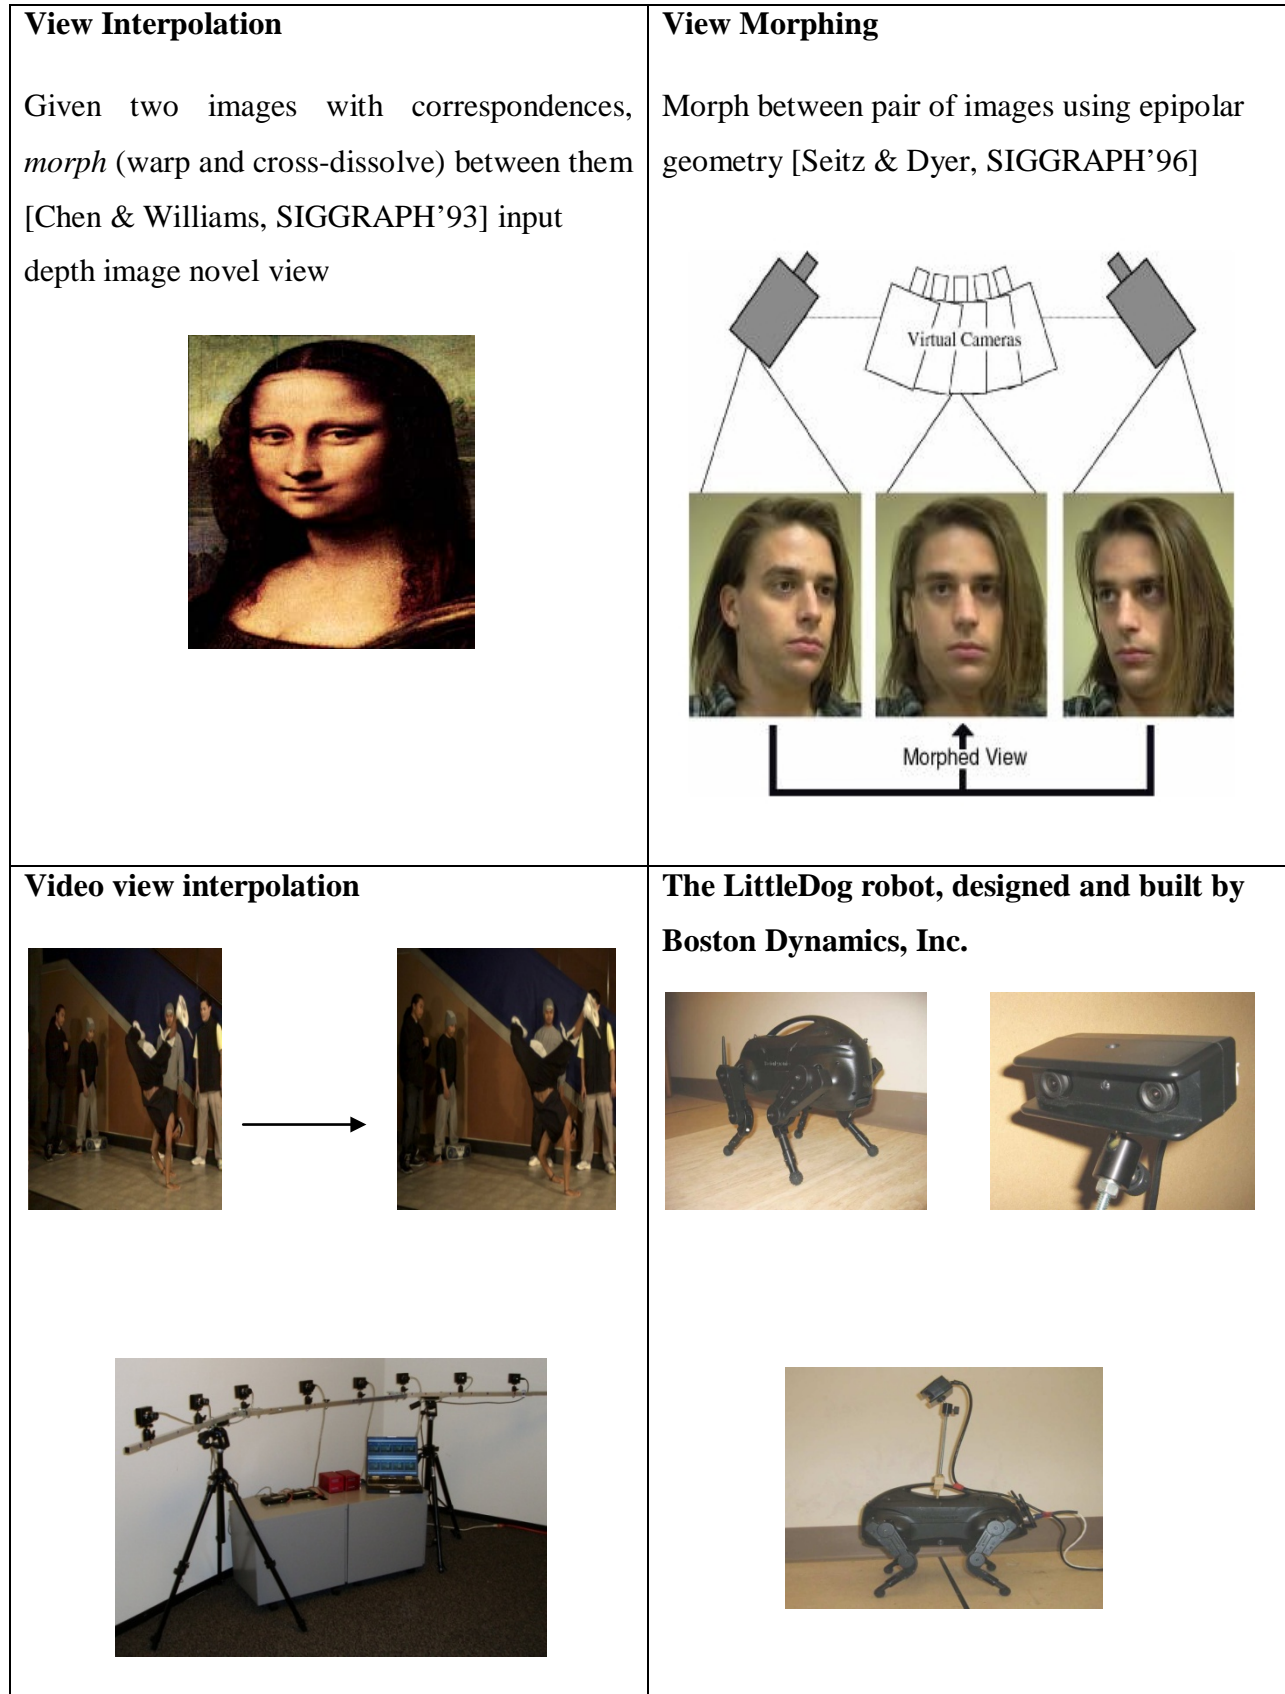 View Interpolation
Given two images with correspondences,
morph (warp and cross-dissolve) between them
[Chen & Williams, SIGGRAPH’93] input
depth image novel view
View Morphing
Morph between pair of images using epipolar
geometry [Seitz & Dyer, SIGGRAPH’96]
Virtual Cameras
Morphed View
Video view interpolation
The LittleDog robot, designed and built by
Boston Dynamics, Inc.